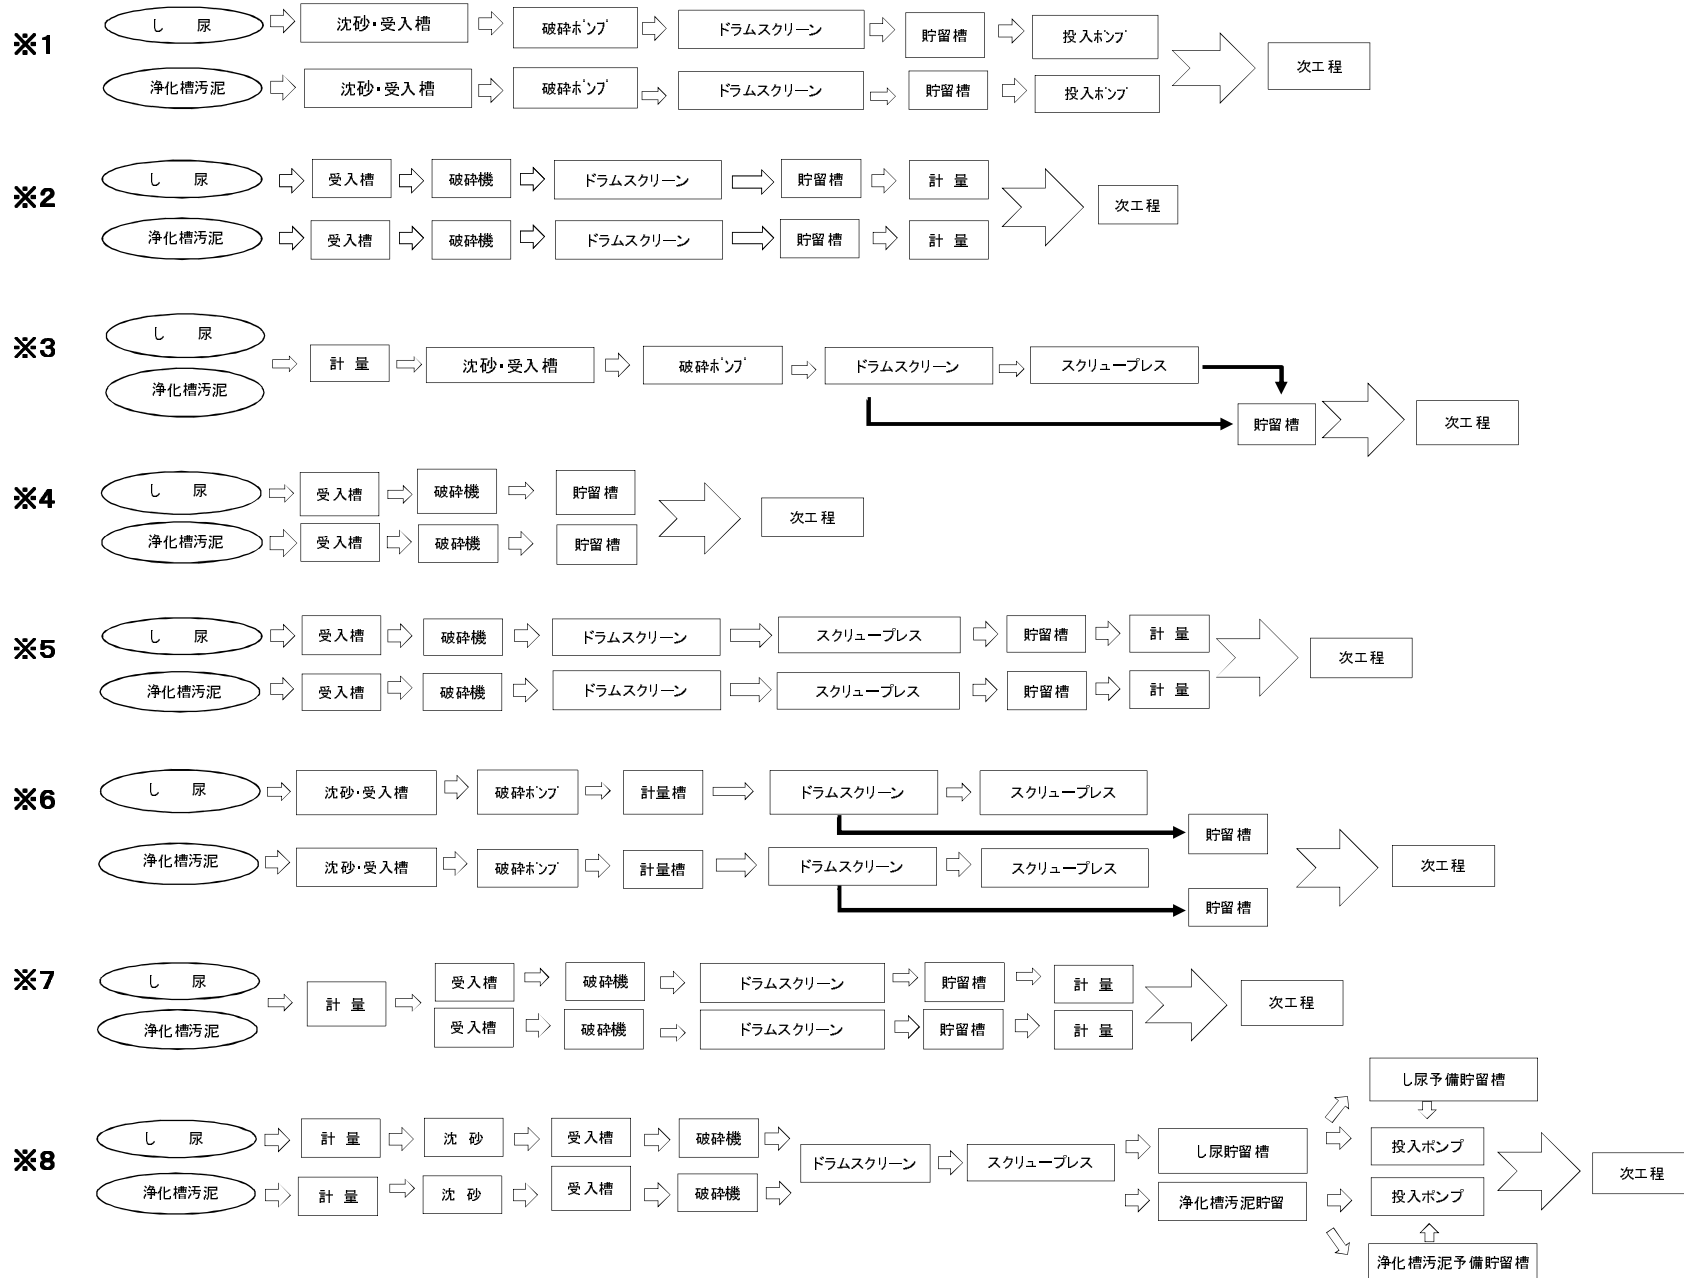 ※1
し 尿 沈砂・受入槽 破砕ポンプ ドラムスクリーン 貯留槽 投入ポンプ
浄化槽汚泥 沈砂・受入槽 破砕ポンプ ドラムスクリーン 貯留槽 投入ポンプ
次工程
※2
し 尿 受入槽 破砕機 ドラムスクリーン 貯留槽 計 量
浄化槽汚泥 受入槽 破砕機 ドラムスクリーン 貯留槽 計 量
次工程
※3
し 尿
浄化槽汚泥
計 量 沈砂・受入槽 破砕ポンプ ドラムスクリーン スクリュープレス
貯留槽 次工程
※4
し 尿 受入槽 破砕機 貯留槽
浄化槽汚泥 受入槽 破砕機 貯留槽
次工程
※5
し 尿 受入槽 破砕機 ドラムスクリーン スクリュープレス 貯留槽 計 量
浄化槽汚泥 受入槽 破砕機 ドラムスクリーン スクリュープレス 貯留槽 計 量
次工程
※6
し 尿 沈砂・受入槽 破砕ポンプ 計量槽 ドラムスクリーン スクリュープレス
貯留槽
浄化槽汚泥 沈砂・受入槽 破砕ポンプ 計量槽 ドラムスクリーン スクリュープレス
貯留槽
次工程
※7
し 尿
浄化槽汚泥
計 量
受入槽 破砕機 ドラムスクリーン 貯留槽 計 量
受入槽 破砕機 ドラムスクリーン 貯留槽 計 量
次工程
※8
し 尿 計 量 沈 砂 受入槽 破砕機
浄化槽汚泥 計 量 沈 砂 受入槽 破砕機
ドラムスクリーン スクリュープレス
し尿予備貯留槽
し尿貯留槽 投入ポンプ
浄化槽汚泥貯留 投入ポンプ
浄化槽汚泥予備貯留槽
次工程